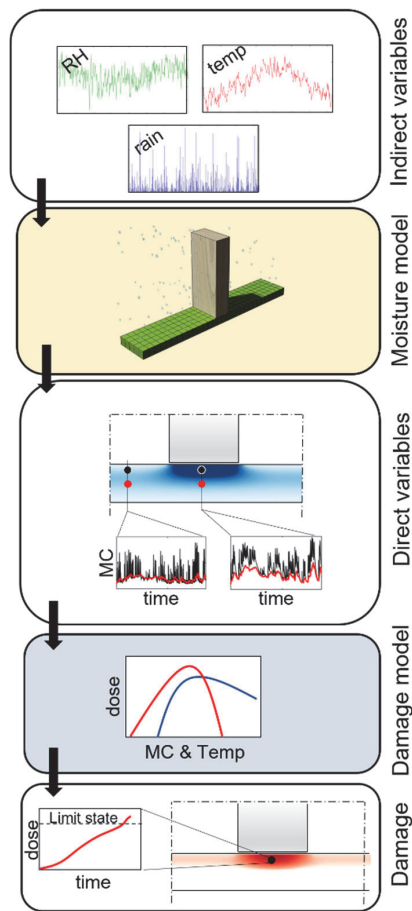 RH
temp
rain
Indirect variables
Moisture model
MC
time
time
Direct variables
dose
MC & Temp
Damage model
Limit state
dose
time
Damage